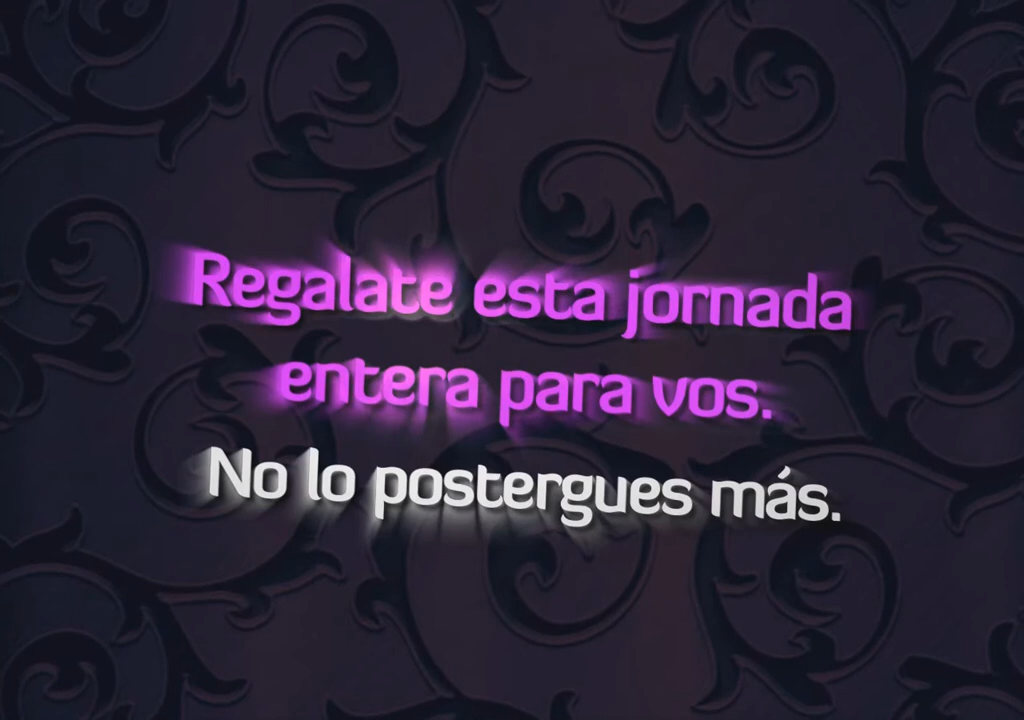 Regalate esta jornada
entera para vos.
No lo postergues más.